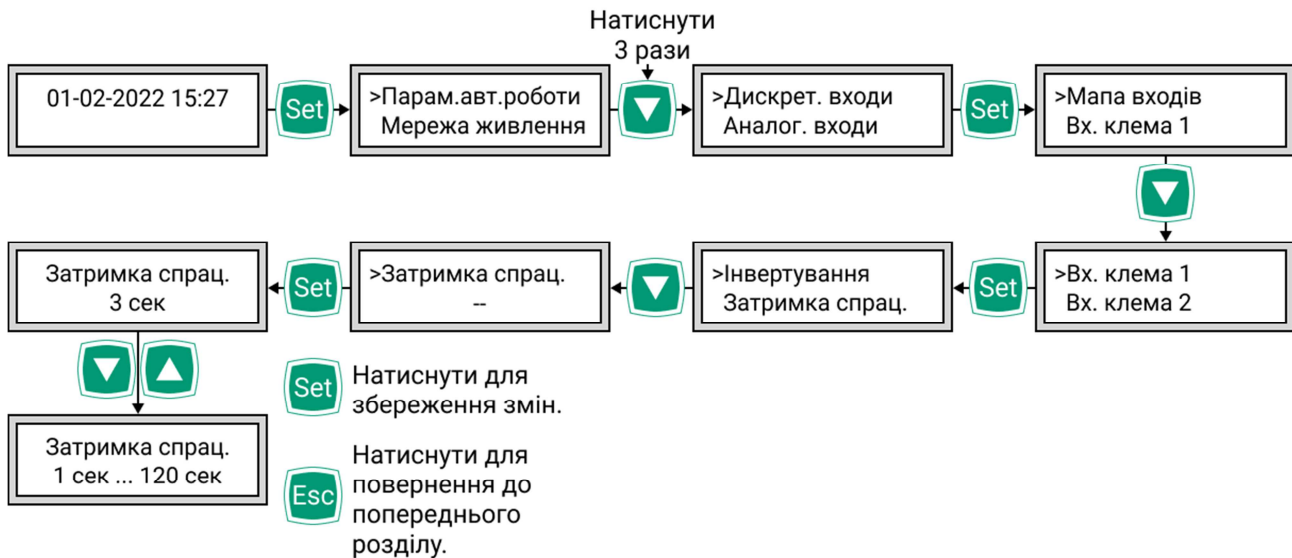 Натиснути
3 рази
01-02-2022 15:27
Set
>Парам.авт.роботи
Мережа живлення
>Дискрет. входи
Аналог. входи
Set
>Мапа входів
Вх. клема 1
Затримка спрац.
3 сек
Set
>Затримка спрац.
--
>Інвертування
Затримка спрац.
Set
>Вх. клема 1
Вх. клема 2
Set
Натиснути для
збереження змін.
Затримка спрац.
1 сек ... 120 сек
Esc
Натиснути для
повернення до
попереднього
розділу.